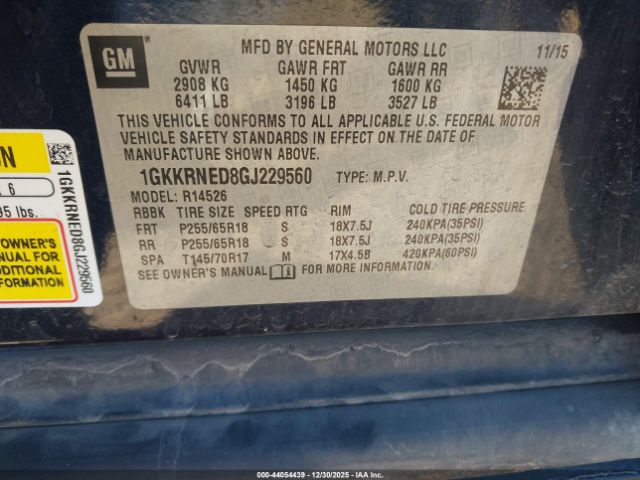 GM
MFD BY GENERAL MOTORS LLC 11/15
GVWR GAWR FRT GAWR RR
2908 KG 1450 KG 1600 KG
6411 LB 3196 LB 3527 LB
THIS VEHICLE CONFORMS TO ALL APPLICABLE U.S. FEDERAL MOTOR
VEHICLE SAFETY STANDARDS IN EFFECT ON THE DATE OF
MANUFACTURE SHOWN ABOVE.
1GKKRNED8GJ229560 TYPE: M.P.V.
MODEL: R14526
RBBK TIRE SIZE SPEED RTG RIM COLD TIRE PRESSURE
FRT P255/65R18 S 18X7.5J 240KPA(35PSI)
RR P255/65R18 S 18X7.5J 240KPA(35PSI)
SPA T145/70R17 M 17X4.5B 420KPA(60PSI)
SEE OWNER'S MANUAL FOR MORE INFORMATION
ON
6
95 lbs.
OWNER'S
MANUAL FOR
ADDITIONAL
INFORMATION
1GKKRNED8GJ229560
000-44054439 - 12/30/2025 - IAA Inc.